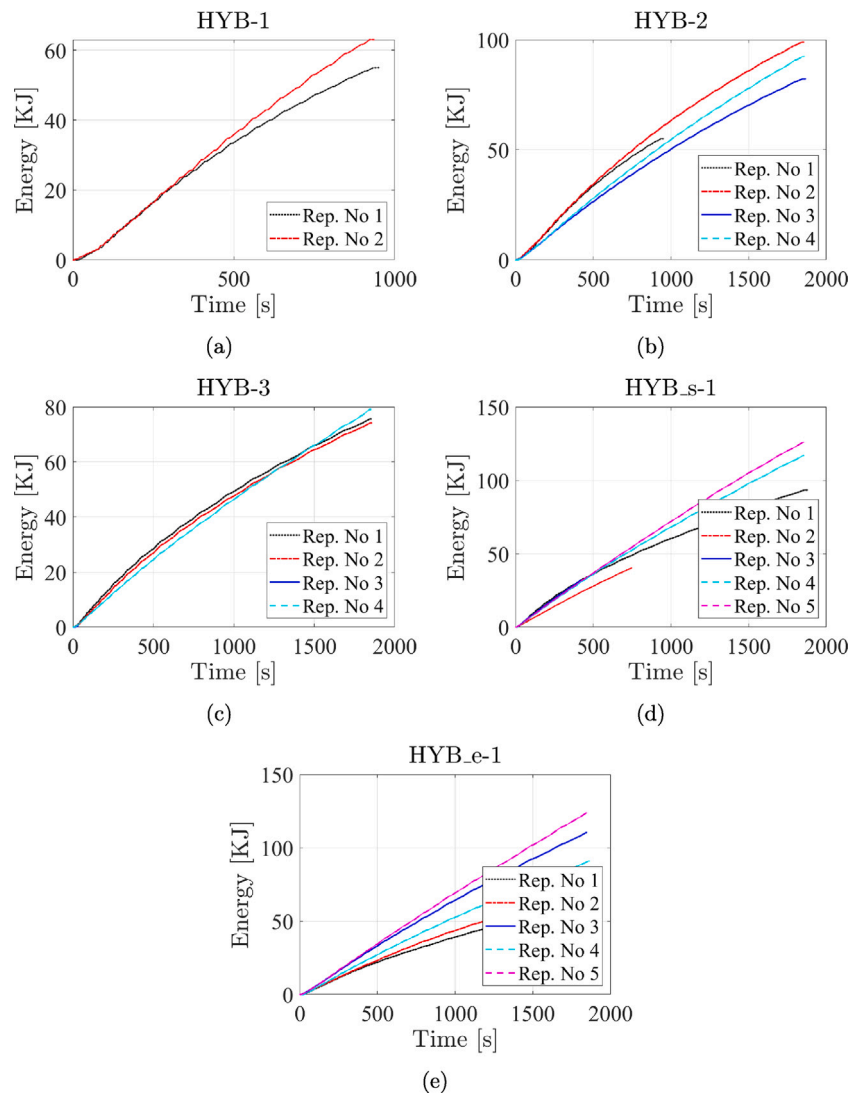 HYB-1
Energy [KJ]
60
40
20
0
Rep. No 1
Rep. No 2
0
500
1000
Time [s]
(a)
HYB-2
Energy [KJ]
100
50
0
Rep. No 1
Rep. No 2
Rep. No 3
Rep. No 4
0
500
1000
1500
2000
Time [s]
(b)
HYB-3
Energy [KJ]
80
60
40
20
0
Rep. No 1
Rep. No 2
Rep. No 3
Rep. No 4
0
500
1000
1500
2000
Time [s]
(c)
HYB_s-1
Energy [KJ]
150
100
50
0
Rep. No 1
Rep. No 2
Rep. No 3
Rep. No 4
Rep. No 5
0
500
1000
1500
2000
Time [s]
(d)
HYB_e-1
Energy [KJ]
150
100
50
0
Rep. No 1
Rep. No 2
Rep. No 3
Rep. No 4
Rep. No 5
0
500
1000
1500
2000
Time [s]
(e)